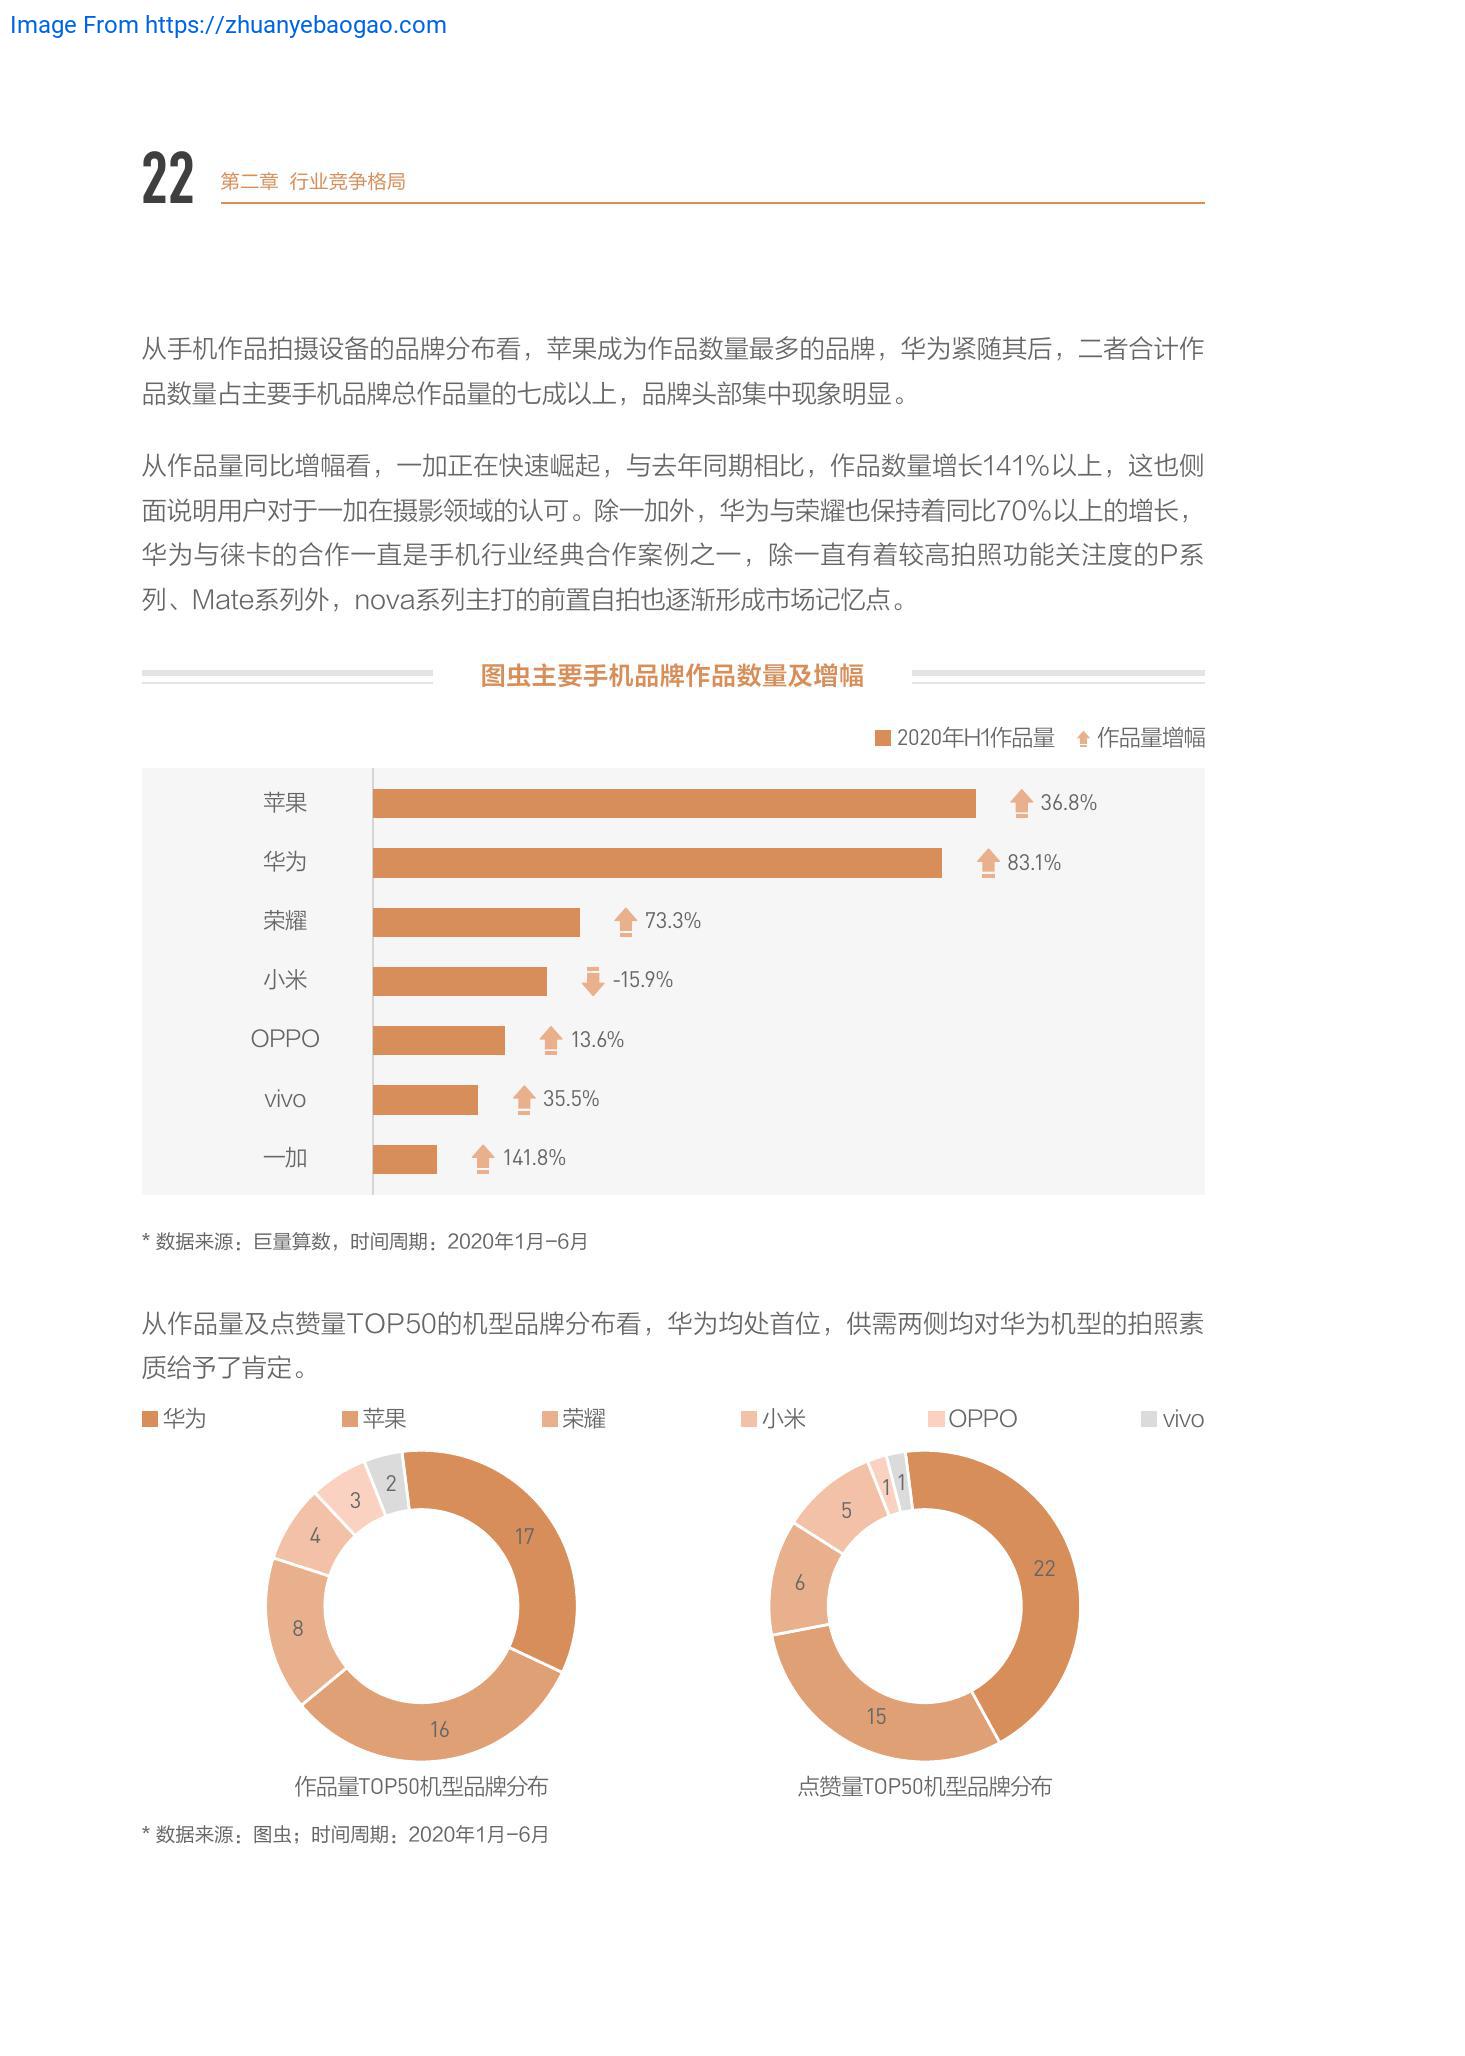 Image From https://zhuanyebaogao.com
22 第二章 行业竞争格局
从手机作品拍摄设备的品牌分布看，苹果成为作品数量最多的品牌，华为紧随其后，二者合计作
品数量占主要手机品牌总作品量的七成以上，品牌头部集中现象明显。
从作品量同比增幅看，一加正在快速崛起，与去年同期相比，作品数量增长141%以上，这也侧
面说明用户对于一加在摄影领域的认可。除一加外，华为与荣耀也保持着同比70%以上的增长，
华为与徕卡的合作一直是手机行业经典合作案例之一，除一直有着较高拍照功能关注度的P系
列、Mate系列外，nova系列主打的前置自拍也逐渐形成市场记忆点。
图虫主要手机品牌作品数量及增幅
2020年H1作品量 作品量增幅
苹果 36.8%
华为 83.1%
荣耀 73.3%
小米 -15.9%
OPPO 13.6%
vivo 35.5%
一加 141.8%
* 数据来源：巨量算数，时间周期：2020年1月-6月
从作品量及点赞量TOP50的机型品牌分布看，华为均处首位，供需两侧均对华为机型的拍照素
质给予了肯定。
华为 苹果 荣耀 小米 OPPO vivo
2
3
4
17
8
16
作品量TOP50机型品牌分布
1
1
5
22
6
15
点赞量TOP50机型品牌分布
* 数据来源：图虫；时间周期：2020年1月-6月